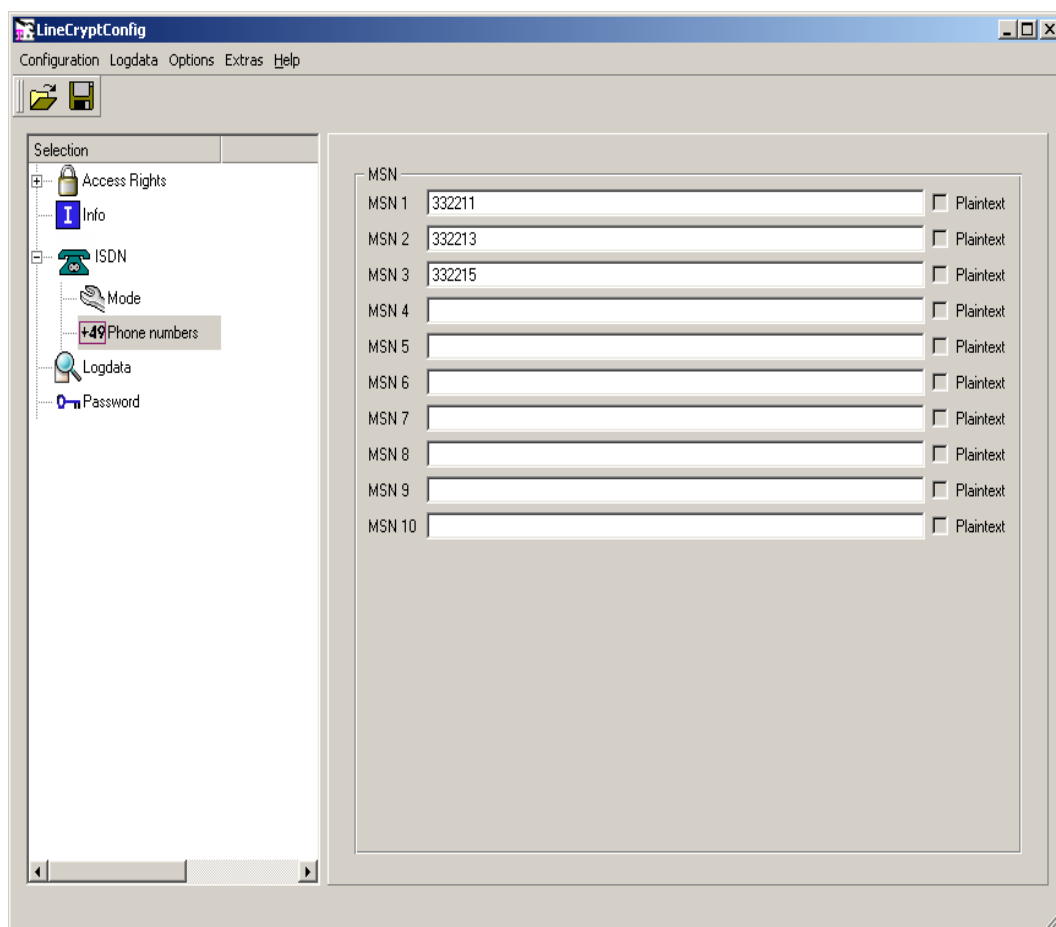 LineCryptConfig
Configuration Logdata Options Extras Help
Selection
Access Rights
I Info
ISDN
Mode
+49 Phone numbers
Logdata
Password
MSN
MSN 1 332211 Plaintext
MSN 2 332213 Plaintext
MSN 3 332215 Plaintext
MSN 4 Plaintext
MSN 5 Plaintext
MSN 6 Plaintext
MSN 7 Plaintext
MSN 8 Plaintext
MSN 9 Plaintext
MSN 10 Plaintext